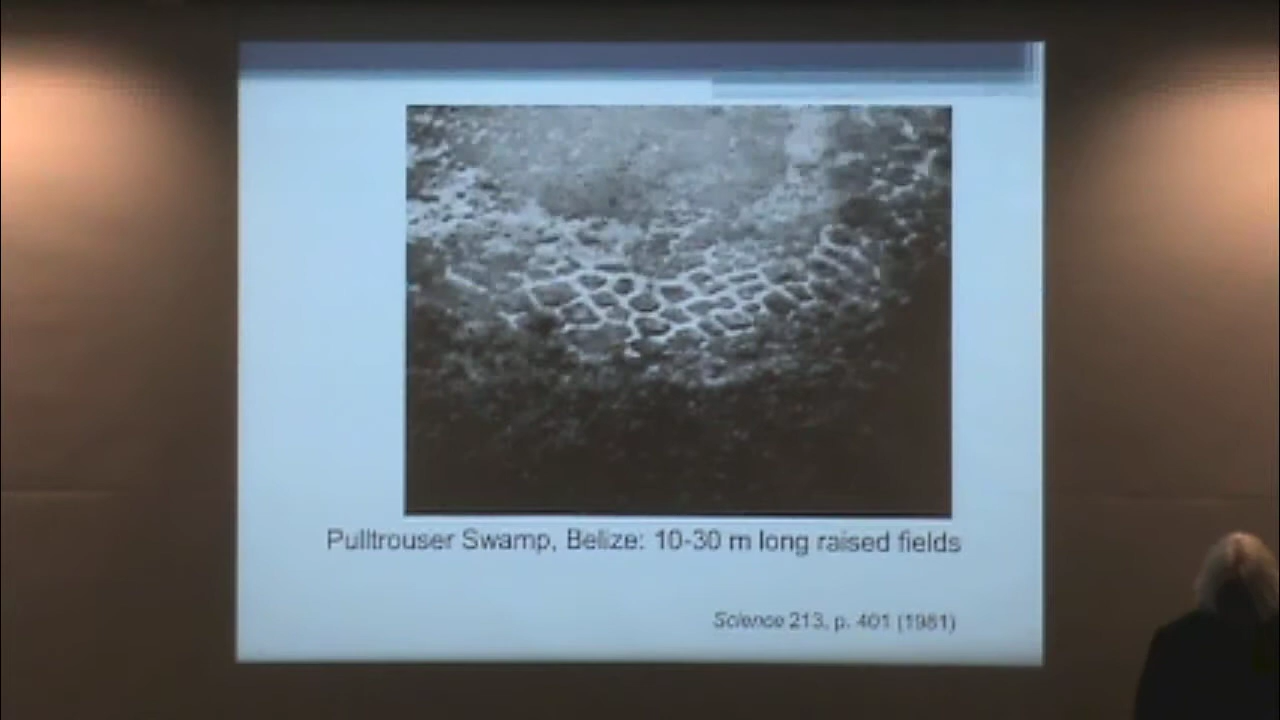 Pulltrouser Swamp, Belize: 10-30 m long raised fields
Science 213, p. 401 (1981)